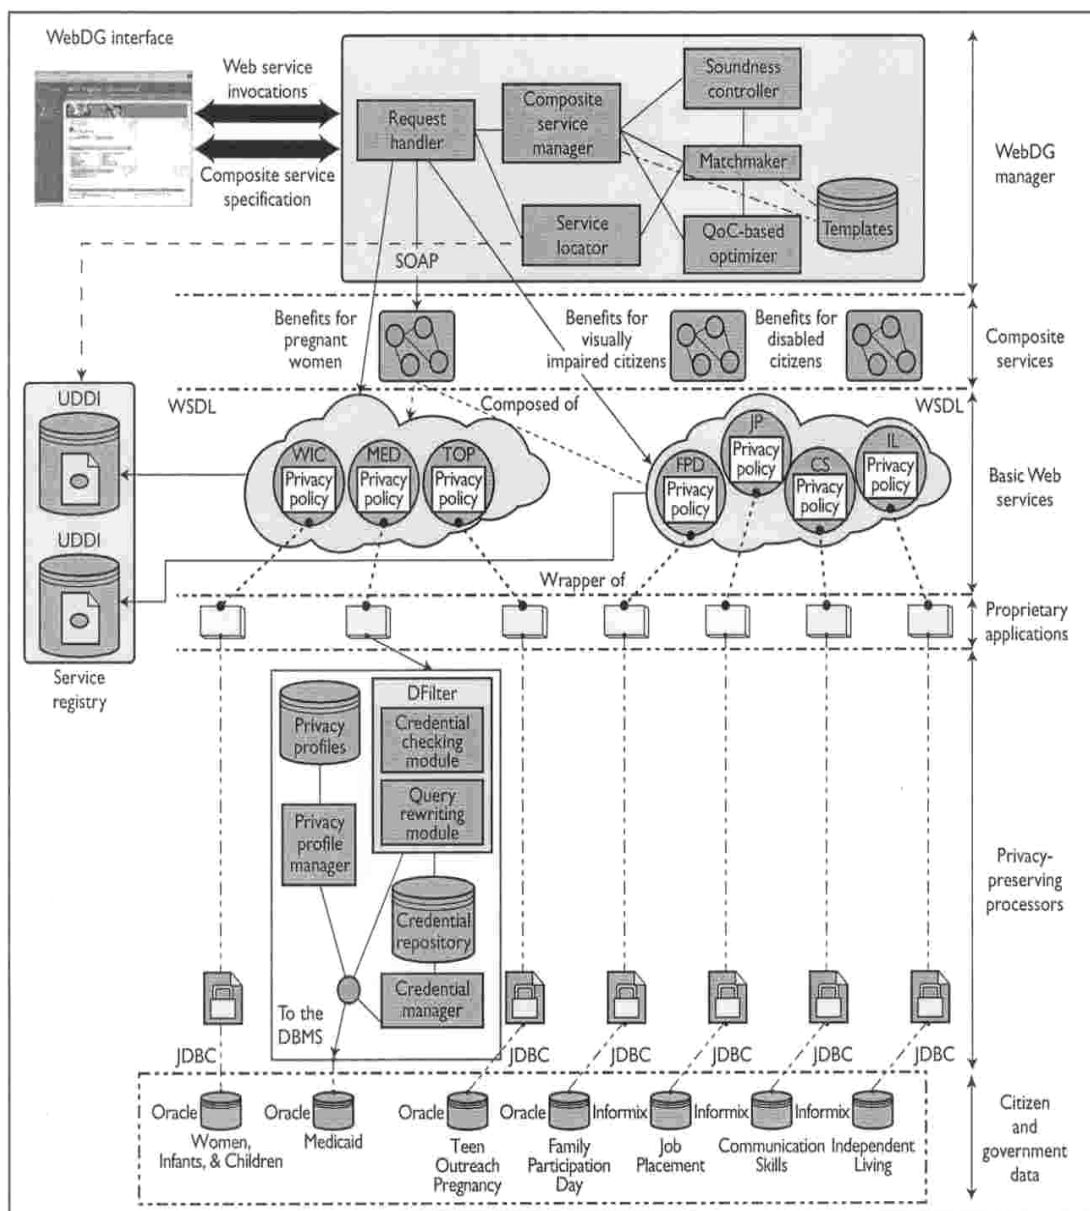 WebDG interface
Web service
invocations
Composite service
specification
Request
handler
Composite
service
manager
Soundness
controller
Matchmaker
Service
locator
QoC-based
optimizer
Templates
WebDG
manager
SOAP
Benefits for
pregnant
women
Benefits for
visually
impaired citizens
Benefits for
disabled
citizens
Composite
services
UDDI
UDDI
Service
registry
WSDL
Composed of
WSDL
WIC
Privacy
policy
MED
Privacy
policy
TOP
Privacy
policy
FPD
Privacy
policy
JP
Privacy
policy
CS
Privacy
policy
IL
Privacy
policy
Basic Web
services
Wrapper of
Proprietary
applications
Privacy
profiles
Privacy
profile
manager
DFilter
Credential
checking
module
Query
rewriting
module
Credential
repository
Credential
manager
To the
DBMS
Privacy-
preserving
processors
JDBC
JDBC
JDBC
JDBC
JDBC
JDBC
Oracle
Women,
Infants, & Children
Oracle
Medicaid
Oracle
Teen
Outreach
Pregnancy
Oracle
Family
Participation
Day
Informix
Job
Placement
Informix
Communication
Skills
Informix
Independent
Living
Citizen
and
government
data